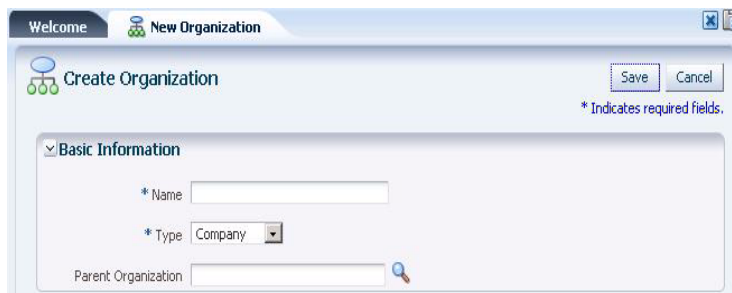 Welcome New Organization
Create Organization
Save Cancel
* Indicates required fields.
Basic Information
* Name
* Type Company
Parent Organization